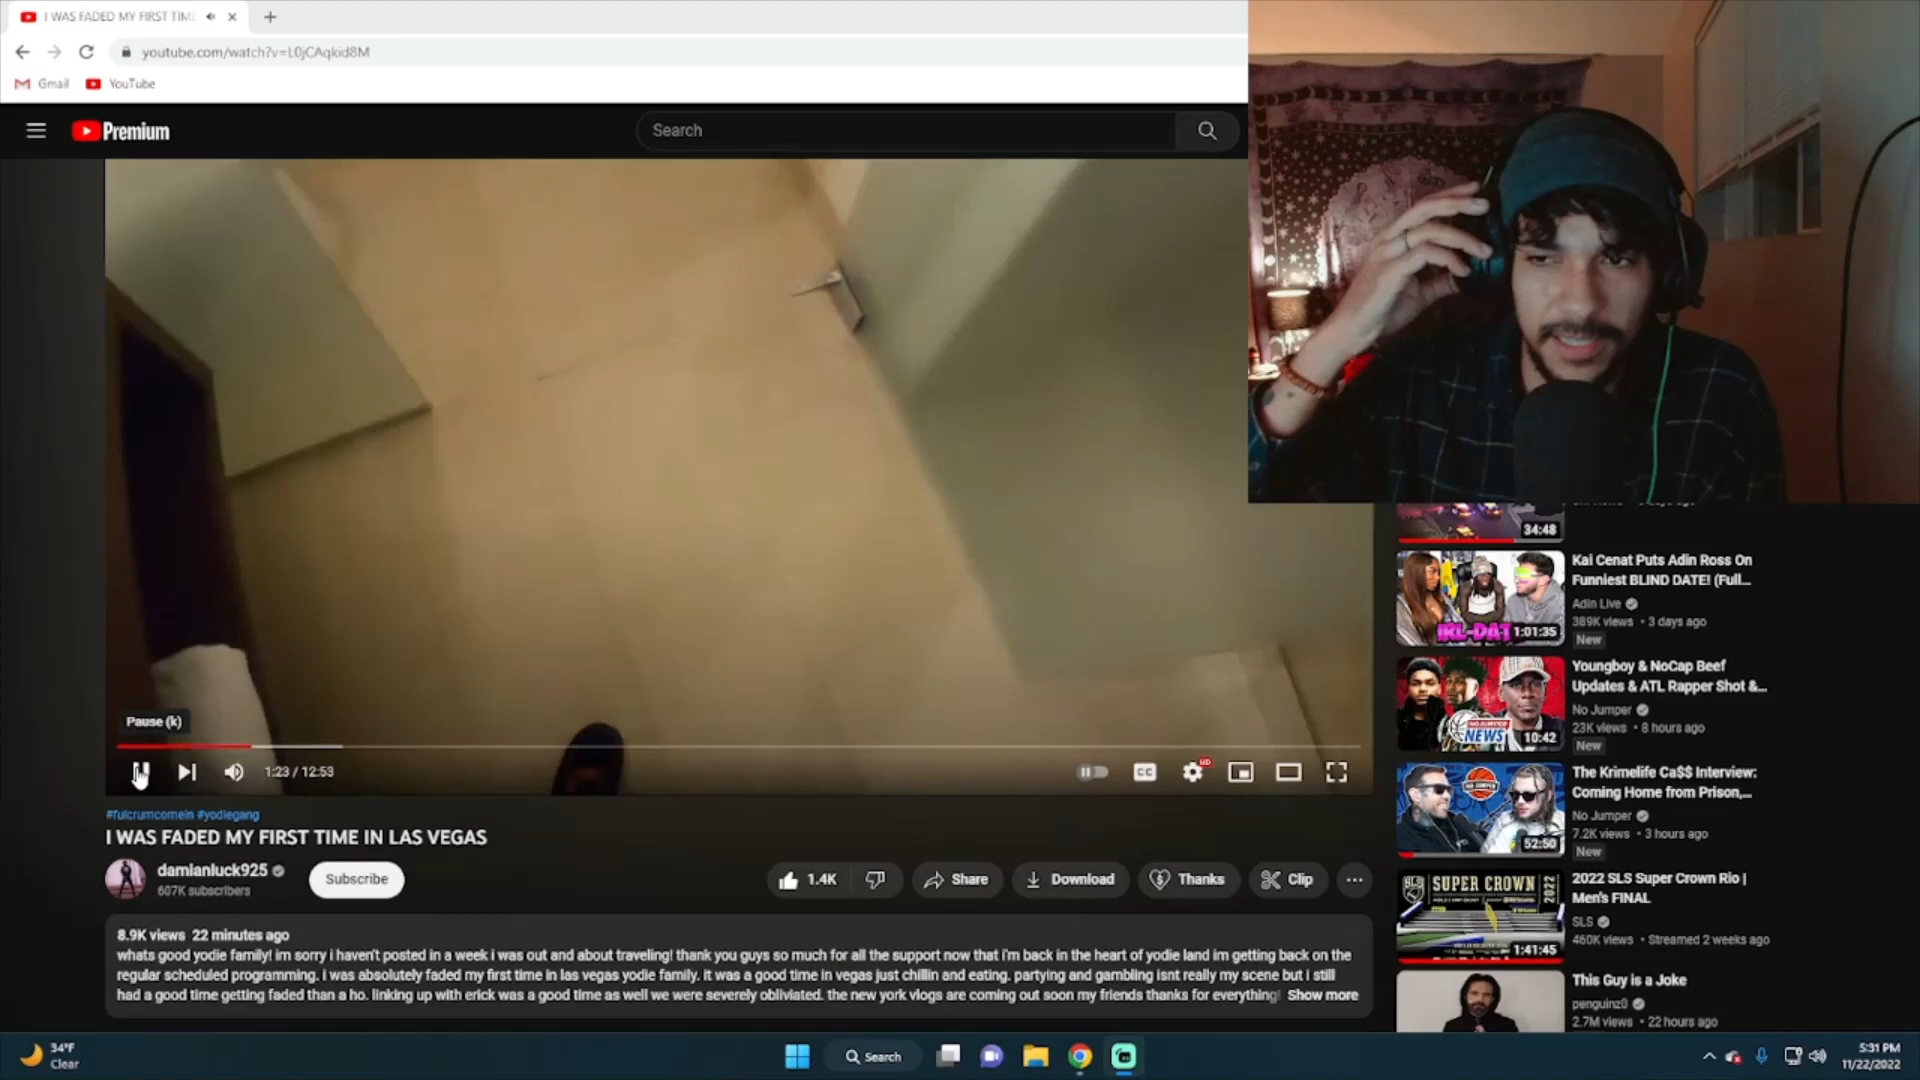 I WAS FADED MY FIRST TIM
youtube.com/watch?v=L0jCAqkid8M
Gmail
YouTube
Premium
Search
34:48
Kai Cenat Puts Adin Ross On
Funniest BLIND DATE! (Full...
Adin Live
389K views • 3 days ago
New
IRL-DAT
1:01:35
Youngboy & NoCap Beef
Updates & ATL Rapper Shot &...
No Jumper
23K views • 8 hours ago
New
NEWS
10:42
The Krimelife Ca$$ Interview:
Coming Home from Prison,...
No Jumper
7.2K views • 3 hours ago
New
52:50
2022 SLS Super Crown Rio |
Men's FINAL
SLS
460K views • Streamed 2 weeks ago
SLS
SUPER CROWN
2022
1:41:45
This Guy is a Joke
penguinz0
2.7M views • 22 hours ago
Pause (k)
1:23 / 12:53
CC
HD
#fulcrumcomein #yodiegang
I WAS FADED MY FIRST TIME IN LAS VEGAS
damianluck925
607K subscribers
Subscribe
1.4K
Share
Download
Thanks
Clip
8.9K views 22 minutes ago
whats good yodie family! im sorry i haven't posted in a week i was out and about traveling! thank you guys so much for all the support now that i'm back in the heart of yodie land im getting back on the
regular scheduled programming. i was absolutely faded my first time in las vegas yodie family. it was a good time in vegas just chillin and eating. partying and gambling isnt really my scene but i still
had a good time getting faded than a ho. linking up with erick was a good time as well we were severely obliviated. the new york vlogs are coming out soon my friends thanks for everything! Show more
34°F
Clear
Search
5:31 PM
11/22/2022